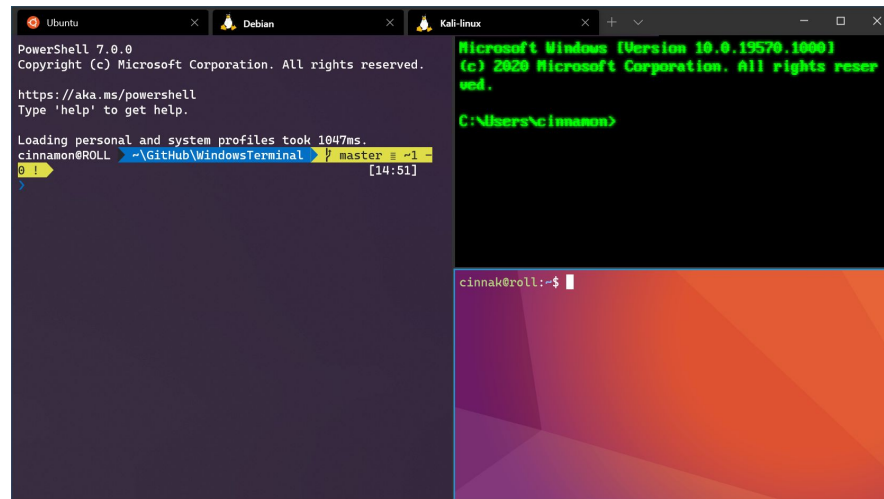 Ubuntu
Debian
Kali-linux
PowerShell 7.0.0
Copyright (c) Microsoft Corporation. All rights reserved.
https://aka.ms/powershell
Type 'help' to get help.
Loading personal and system profiles took 1047ms.
cinnamon@ROLL ~\GitHub\WindowsTerminal master ≡ ~1 -
0 ! [14:51]
❯
Microsoft Windows [Version 10.0.19570.1000]
(c) 2020 Microsoft Corporation. All rights reser
ved.
C:\Users\cinnamon>
cinnak@roll:~$